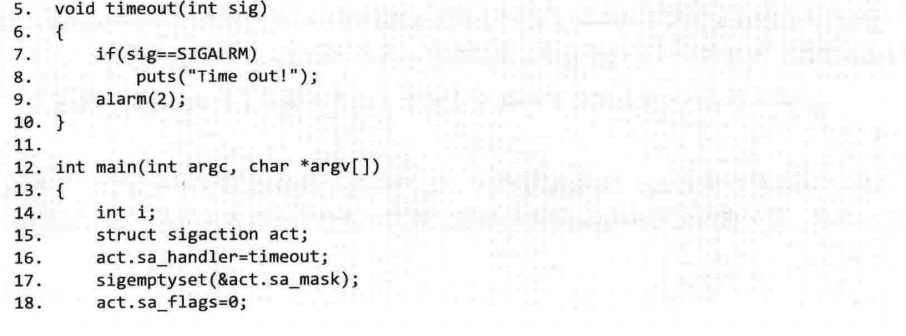 5. void timeout(int sig)
6. {
7.     if(sig==SIGALRM)
8.         puts("Time out!");
9.     alarm(2);
10. }
11.
12. int main(int argc, char *argv[])
13. {
14.     int i;
15.     struct sigaction act;
16.     act.sa_handler=timeout;
17.     sigemptyset(&act.sa_mask);
18.     act.sa_flags=0;